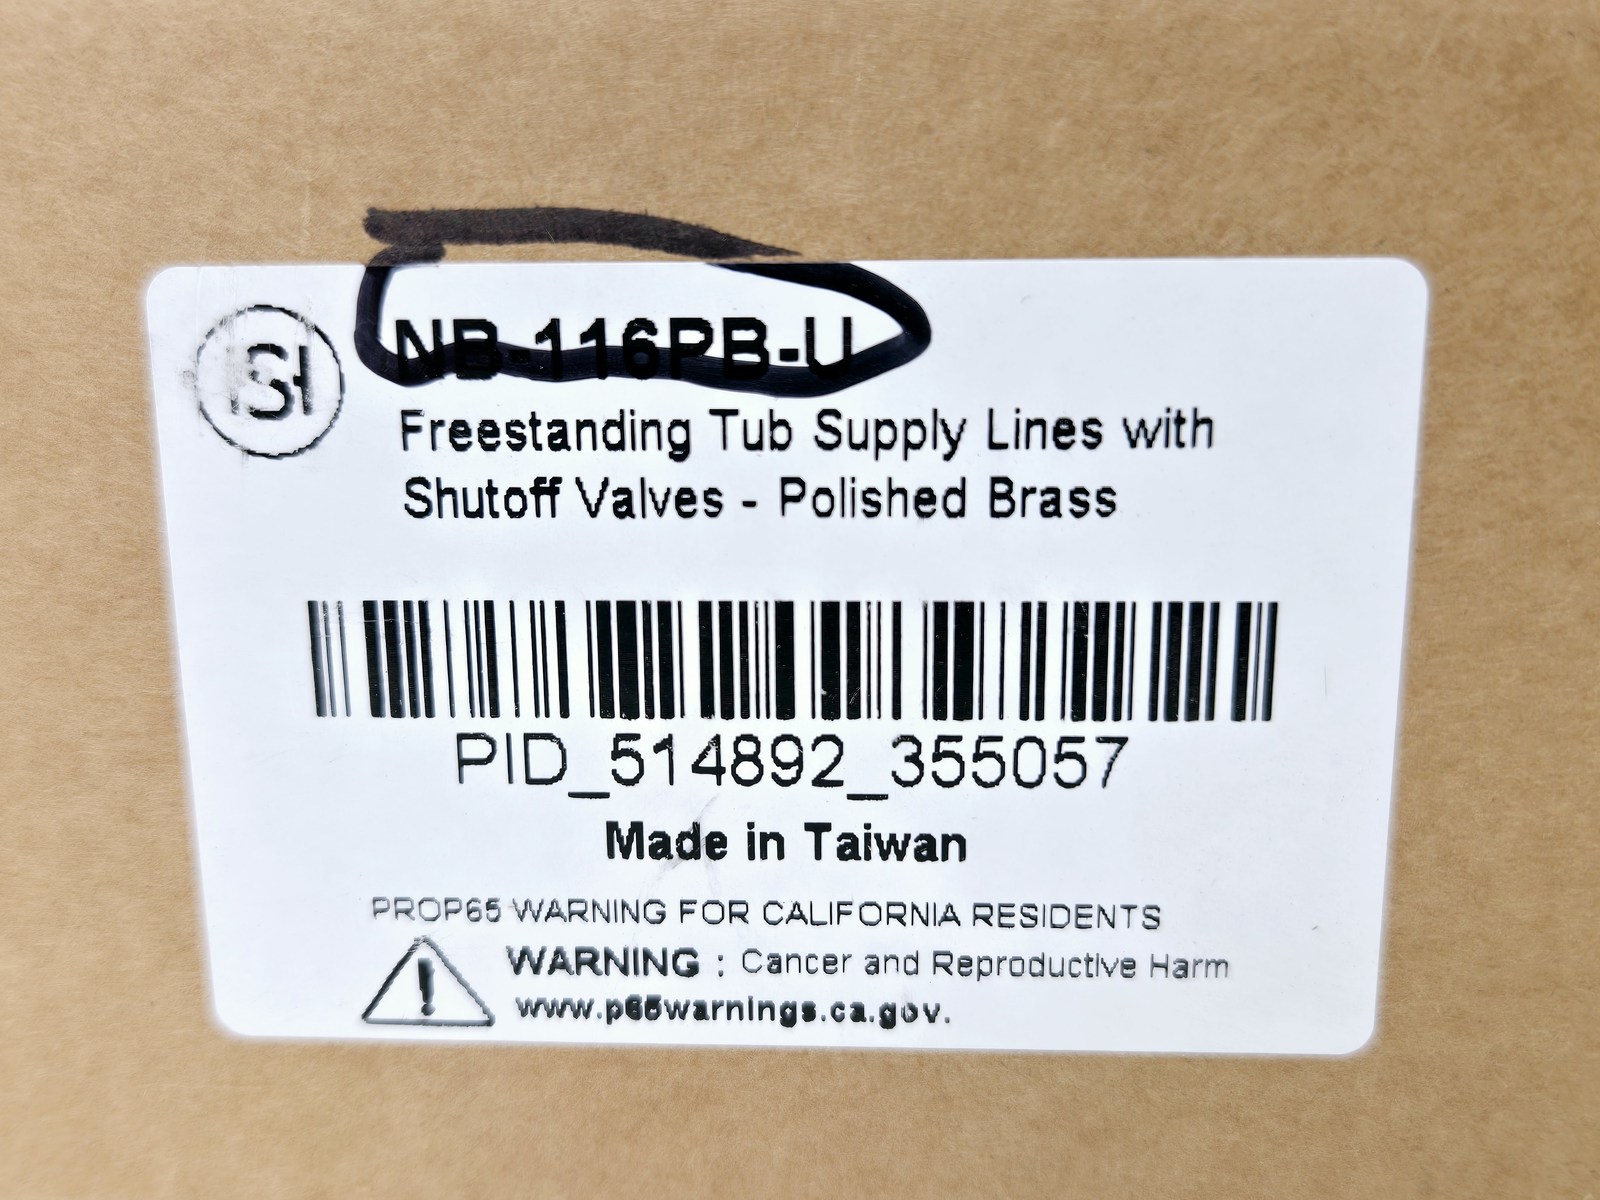 SH
NB-116PB-U
Freestanding Tub Supply Lines with
Shutoff Valves - Polished Brass
PID_514892_355057
Made in Taiwan
PROP65 WARNING FOR CALIFORNIA RESIDENTS
WARNING : Cancer and Reproductive Harm
www.p65warnings.ca.gov.